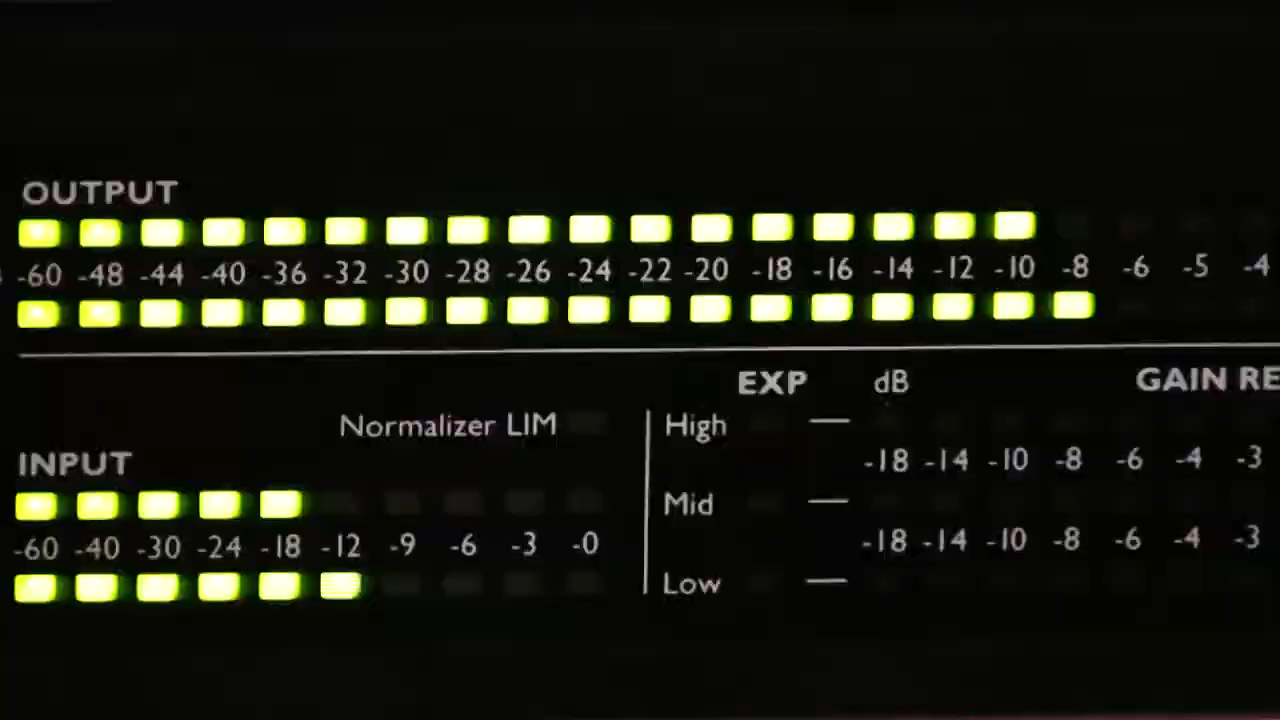 OUTPUT
-60 -48 -44 -40 -36 -32 -30 -28 -26 -24 -22 -20 -18 -16 -14 -12 -10 -8 -6 -5 -4
EXP dB GAIN RE
Normalizer LIM High
INPUT -18 -14 -10 -8 -6 -4 -3
Mid
-60 -40 -30 -24 -18 -12 -9 -6 -3 -0 -18 -14 -10 -8 -6 -4 -3
Low